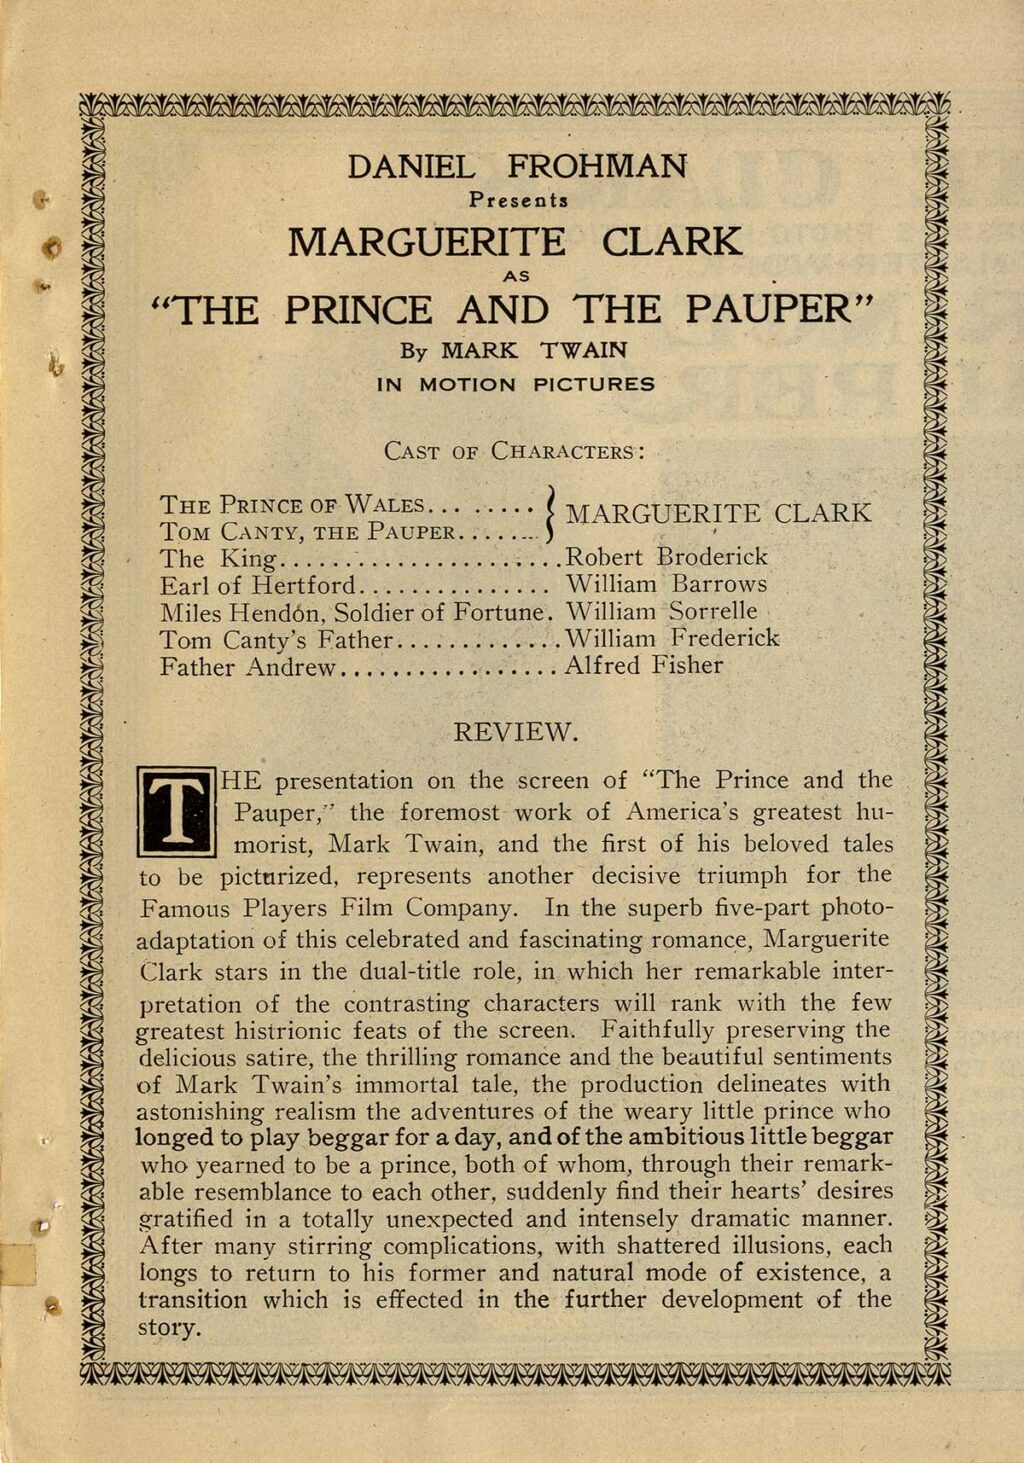 DANIEL FROHMAN
Presents
MARGUERITE CLARK
AS
"THE PRINCE AND THE PAUPER"
By MARK TWAIN
IN MOTION PICTURES
CAST OF CHARACTERS:
THE PRINCE OF WALES.........} MARGUERITE CLARK
TOM CANTY, THE PAUPER.......
The King......................Robert Broderick
Earl of Hertford............... William Barrows
Miles Hendón, Soldier of Fortune. William Sorrelle
Tom Canty's Father.............William Frederick
Father Andrew.................Alfred Fisher
REVIEW.
THE presentation on the screen of "The Prince and the
Pauper," the foremost work of America's greatest hu-
morist, Mark Twain, and the first of his beloved tales
to be picturized, represents another decisive triumph for the
Famous Players Film Company. In the superb five-part photo-
adaptation of this celebrated and fascinating romance, Marguerite
Clark stars in the dual-title role, in which her remarkable inter-
pretation of the contrasting characters will rank with the few
greatest histrionic feats of the screen. Faithfully preserving the
delicious satire, the thrilling romance and the beautiful sentiments
of Mark Twain's immortal tale, the production delineates with
astonishing realism the adventures of the weary little prince who
longed to play beggar for a day, and of the ambitious little beggar
who yearned to be a prince, both of whom, through their remark-
able resemblance to each other, suddenly find their hearts' desires
gratified in a totally unexpected and intensely dramatic manner.
After many stirring complications, with shattered illusions, each
longs to return to his former and natural mode of existence, a
transition which is effected in the further development of the
story.